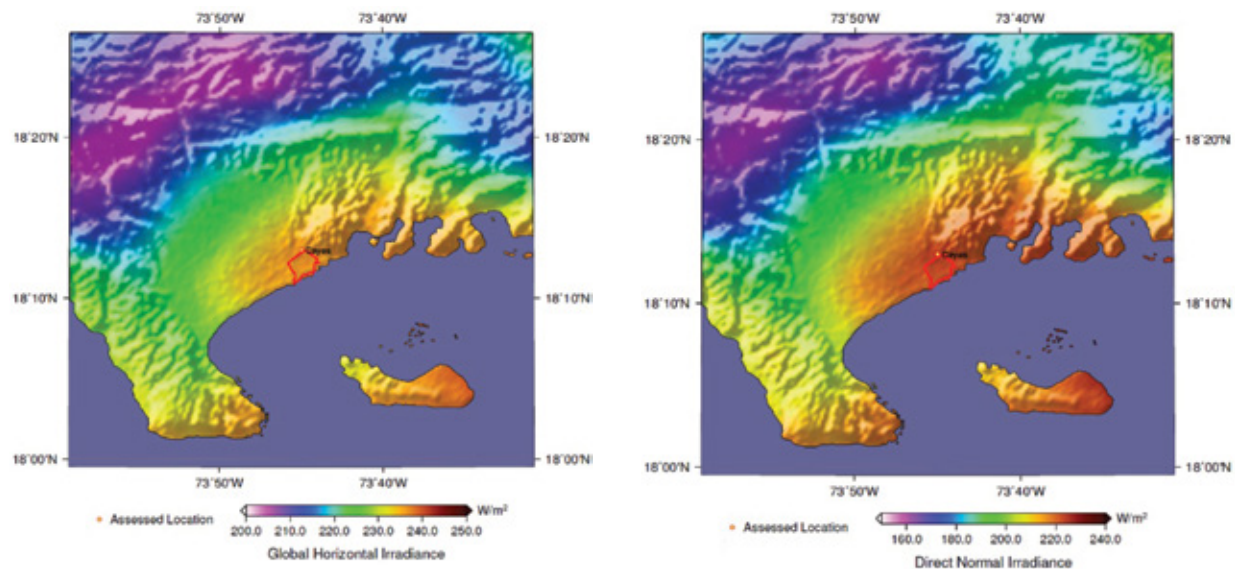 73˚50'W 73˚40'W
18˚20'N 18˚20'N
Cayes
18˚10'N 18˚10'N
18˚00'N 18˚00'N
73˚50'W 73˚40'W
Assessed Location
W/m²
200.0 210.0 220.0 230.0 240.0 250.0
Global Horizontal Irradiance
73˚50'W 73˚40'W
18˚20'N 18˚20'N
Cayes
18˚10'N 18˚10'N
18˚00'N 18˚00'N
73˚50'W 73˚40'W
Assessed Location
W/m²
160.0 180.0 200.0 220.0 240.0
Direct Normal Irradiance